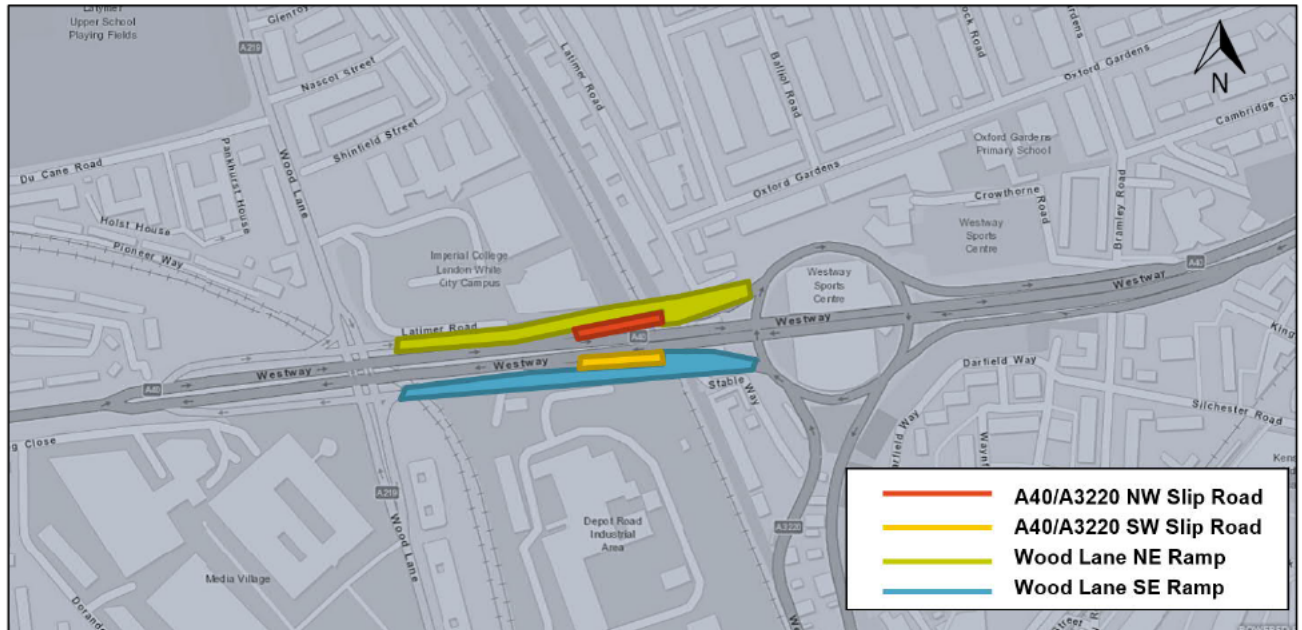 Latymer
Upper School
Playing Fields
Glenroy
A219
Nascot Street
Shinfield Street
Latimer Road
Balliol Road
Oxford Gardens
Cambridge
N
Du Cane Road
Pankhurst House
Wood Lane
Oxford Gardens
Primary School
Oxford Gardens
Crowthorne
Road
Bramley Road
Holst House
Pioneer Way
Westway
Sports
Centre
Imperial College
London White
City Campus
Westway
Sports
Centre
A40
Westway
Latimer Road
A40
Westway
Westway
Westway
A40
Stable Way
Darfield Way
Silchester Road
Close
A219
Wood Lane
Depot Road
Industrial
Area
Media Village
A3220
A40/A3220 NW Slip Road
A40/A3220 SW Slip Road
Wood Lane NE Ramp
Wood Lane SE Ramp